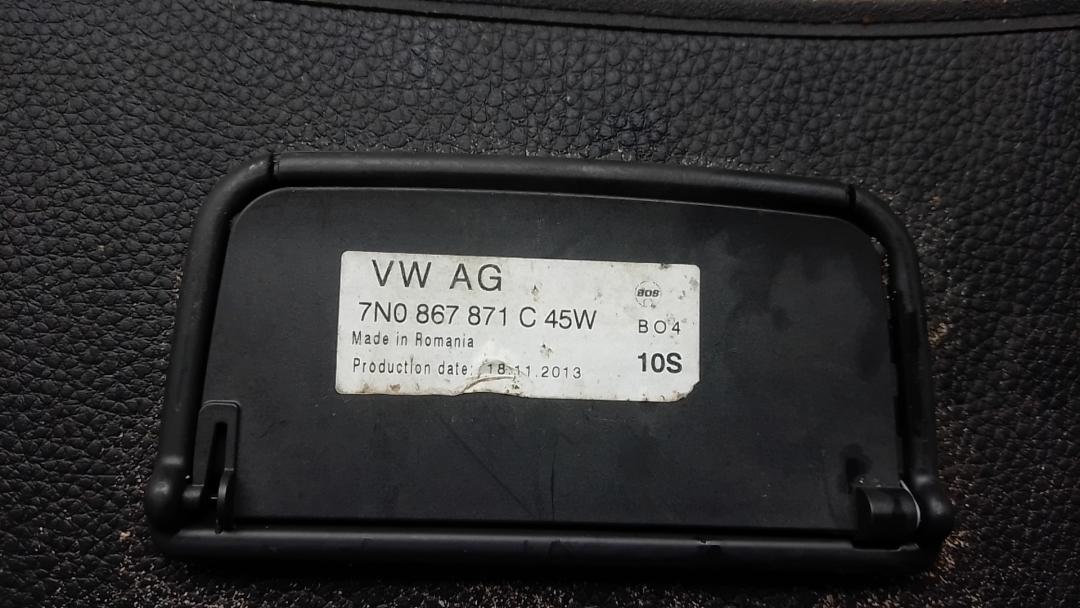 VW AG
7N0 867 871 C 45W
BOS
Made in Romania
BO4
Production date: 18.11.2013
10S